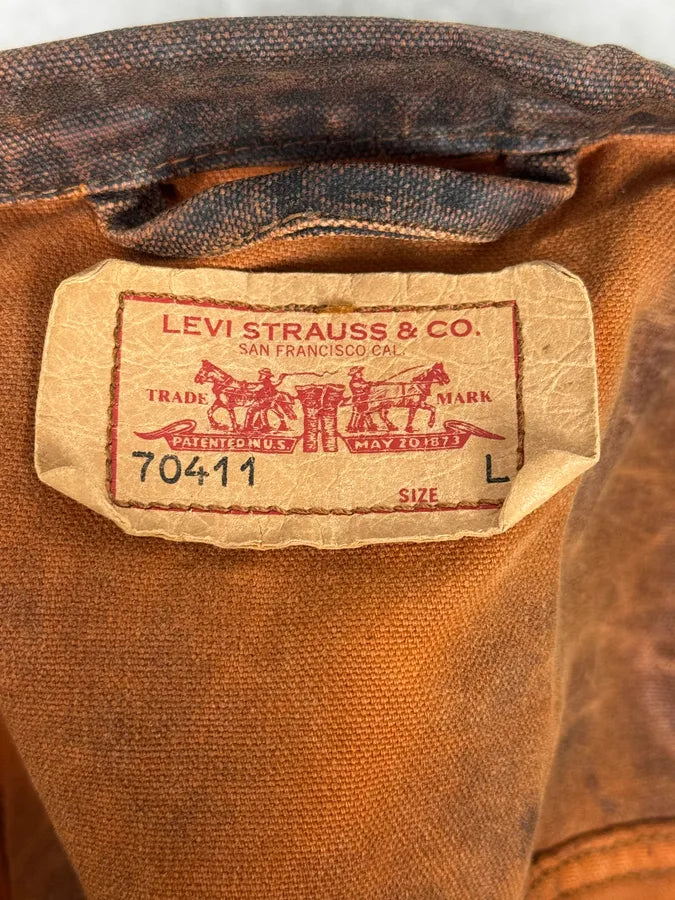 LEVI STRAUSS & CO.
SAN FRANCISCO CAL.
TRADE MARK
PATENTED IN U.S. MAY 20 1873
70411 L
SIZE